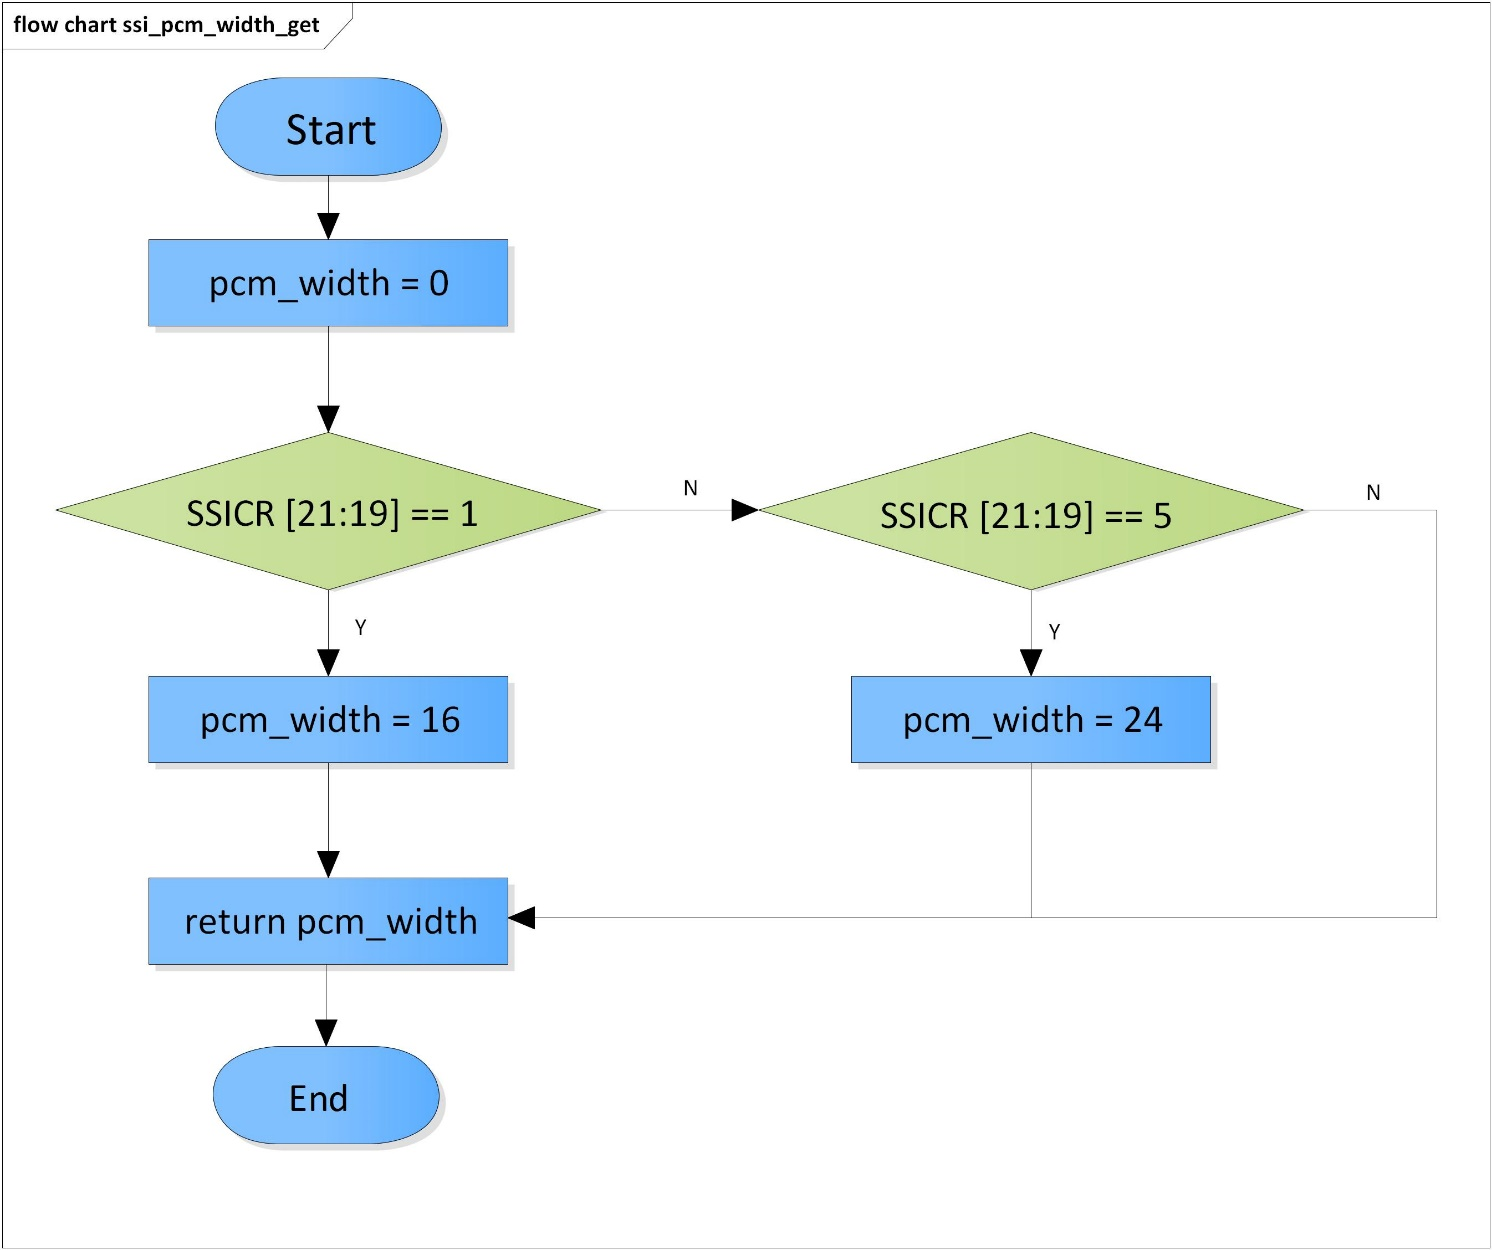 flow chart ssi_pcm_width_get
Start
pcm_width = 0
SSICR [21:19] == 1
N
SSICR [21:19] == 5
N
Y
Y
pcm_width = 16
pcm_width = 24
return pcm_width
End